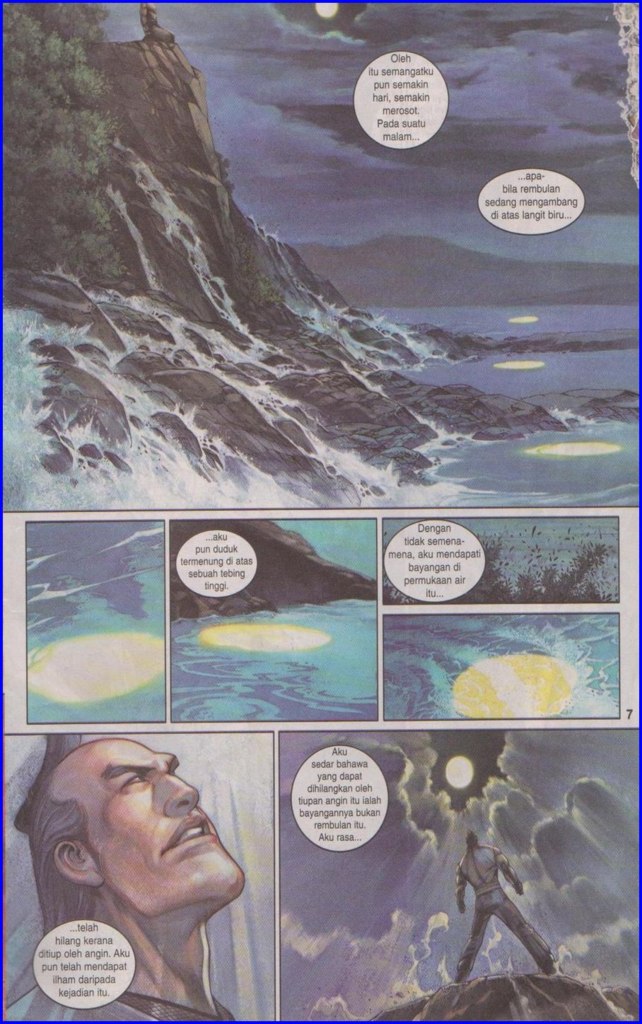 Oleh
itu semangatku
pun semakin
hari, semakin
merosot.
Pada suatu
malam...
...apa-
bila rembulan
sedang mengambang
di atas langit biru...
...aku
pun duduk
termenung di atas
sebuah tebing
tinggi.
Dengan
tidak semena-
mena, aku mendapati
bayangan di
permukaan air
itu...
7
...telah
hilang kerana
ditiup oleh angin. Aku
pun telah mendapat
ilham daripada
kejadian itu.
Aku
sedar bahawa
yang dapat
dihilangkan oleh
tiupan angin itu ialah
bayangannya bukan
rembulan itu.
Aku rasa...